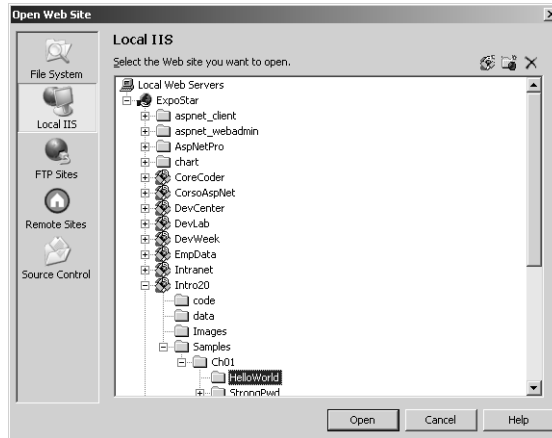 Open Web Site
File System
Local IIS
FTP Sites
Remote Sites
Source Control
Local IIS
Select the Web site you want to open.
Local Web Servers
ExpoStar
aspnet_client
aspnet_webadmin
AspNetPro
chart
CoreCoder
CorsoAspNet
DevCenter
DevLab
DevWeek
EmpData
Intranet
Intro20
code
data
Images
Samples
Ch01
HelloWorld
StrongPwd
Open
Cancel
Help